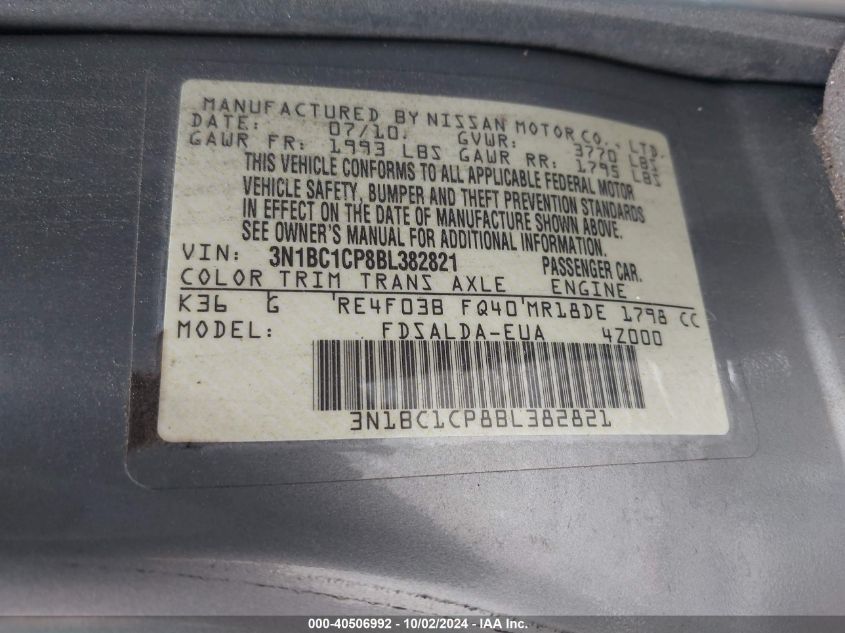 MANUFACTURED BY NISSAN MOTOR CO., LTD.
DATE: 07/10. GVWR: 3770 LBS
GAWR FR: 1993 LBS GAWR RR: 1795 LBS
THIS VEHICLE CONFORMS TO ALL APPLICABLE FEDERAL MOTOR
VEHICLE SAFETY, BUMPER AND THEFT PREVENTION STANDARDS
IN EFFECT ON THE DATE OF MANUFACTURE SHOWN ABOVE.
SEE OWNER'S MANUAL FOR ADDITIONAL INFORMATION.
VIN: 3N1BC1CP8BL382821 PASSENGER CAR.
COLOR TRIM TRANS AXLE ENGINE
K36 G RE4F03B FQ40 MR18DE 1798 CC
MODEL: FDSALDA-EUA 4Z000
3N1BC1CP8BL382821
000-40506992 - 10/02/2024 - IAA Inc.